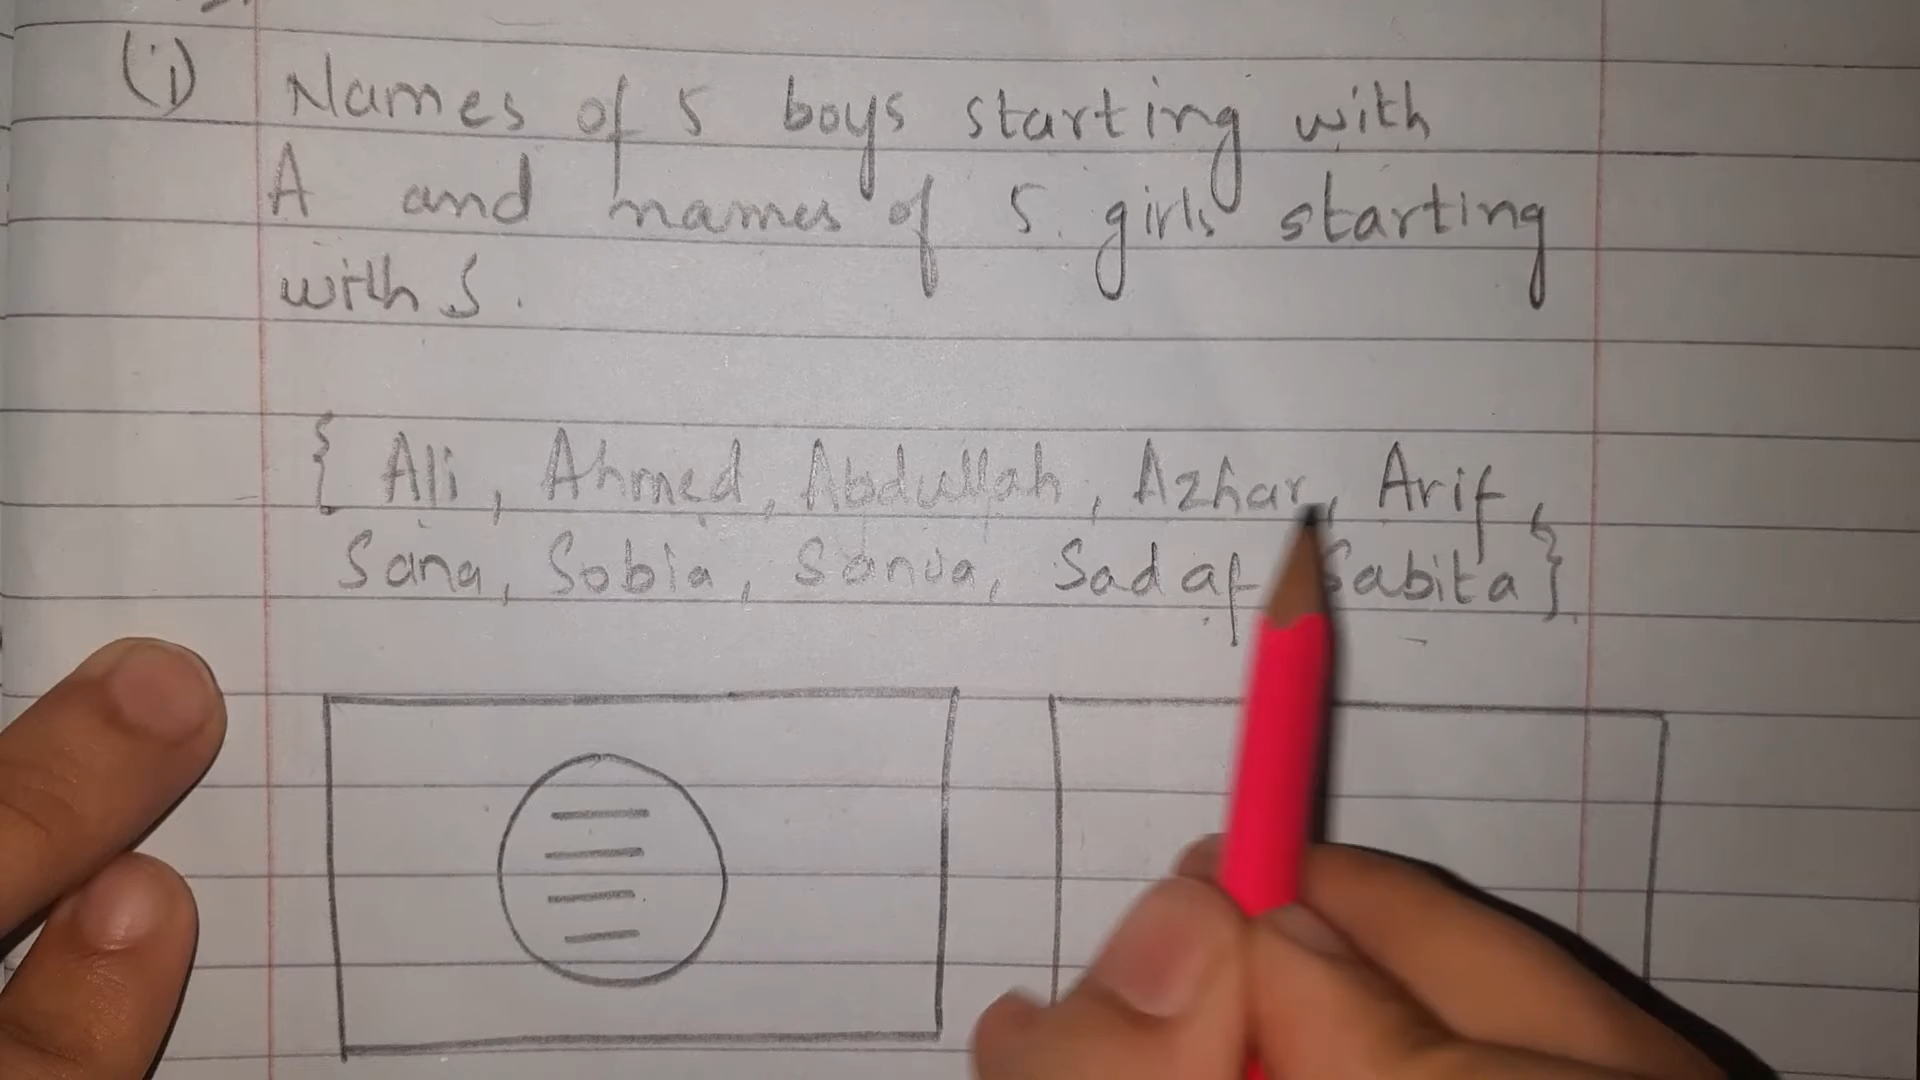 (i) Names of 5 boys starting with
A and names of 5 girls starting
with S.
{ Ali, Ahmed, Abdullah, Azhar, Arif,
Sana, Sobia, Sania, Sadaf Sabita}